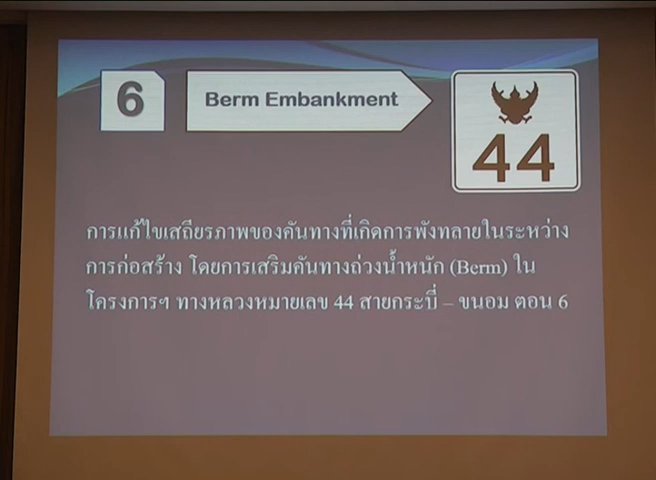 6
Berm Embankment
44
การแก้ไขเสถียรภาพของคันทางที่เกิดการพังทลายในระหว่าง
การก่อสร้าง โดยการเสริมคันทางถ่วงน้ำหนัก (Berm) ใน
โครงการฯ ทางหลวงหมายเลข 44 สายกระบี่ – ขนอม ตอน 6